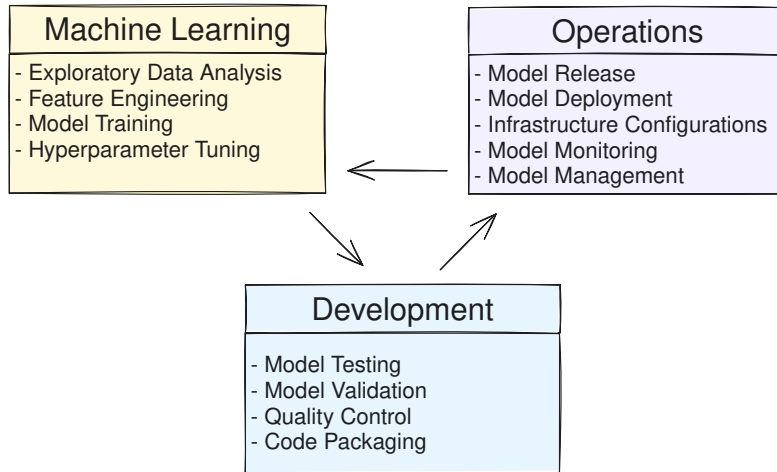 Machine Learning
- Exploratory Data Analysis
- Feature Engineering
- Model Training
- Hyperparameter Tuning
Operations
- Model Release
- Model Deployment
- Infrastructure Configurations
- Model Monitoring
- Model Management
Development
- Model Testing
- Model Validation
- Quality Control
- Code Packaging